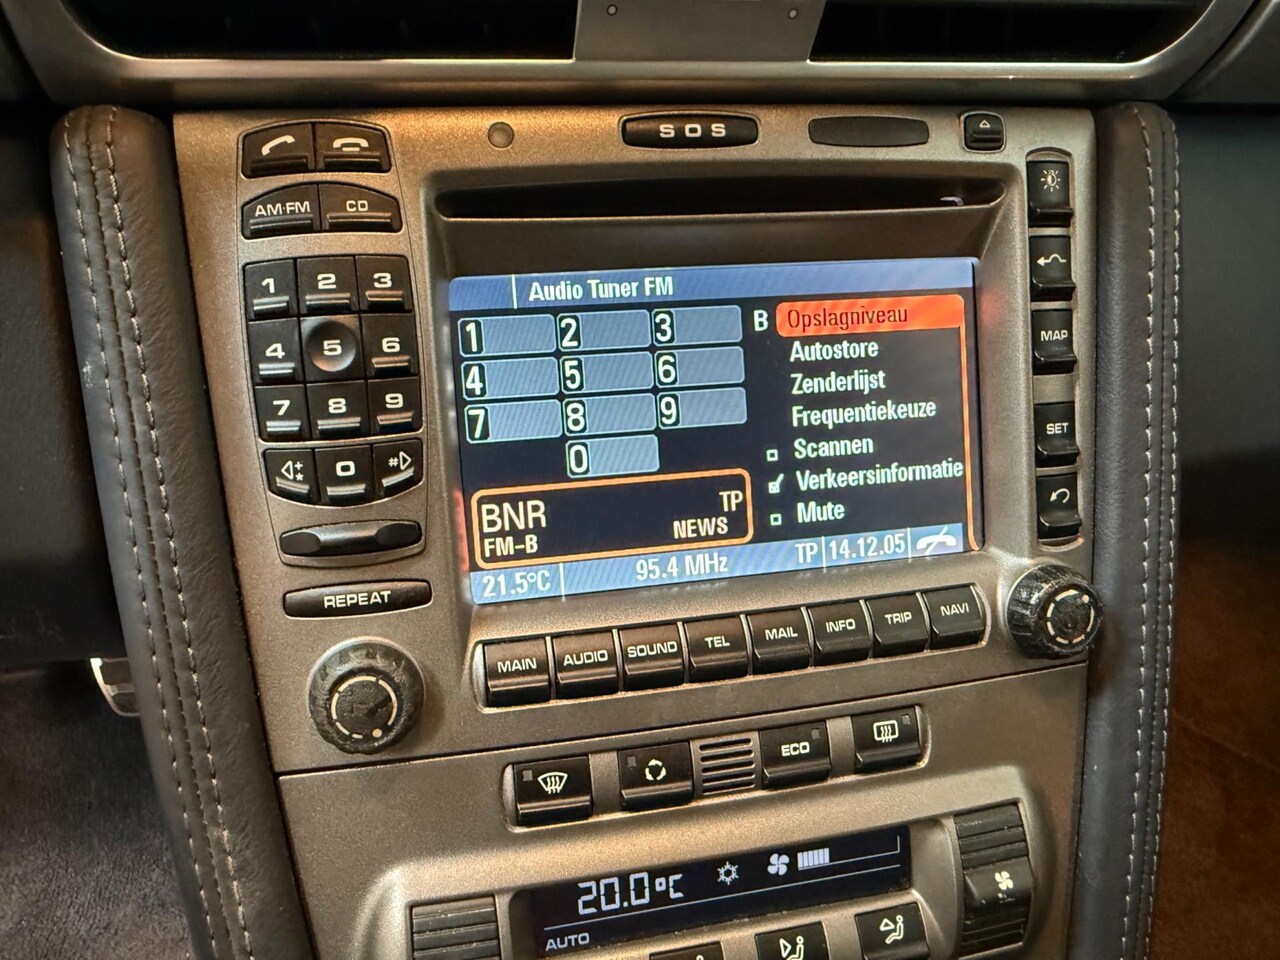 SOS
AM·FM CD
1 2 3
4 5 6
7 8 9
0 #
REPEAT
Audio Tuner FM
1 2 3
4 5 6
7 8 9
0
B Opslagniveau
Autostore
Zenderlijst
Frequentiekeuze
Scannen
Verkeersinformatie
Mute
BNR TP
FM-B NEWS
21.5°C 95.4 MHz TP 14.12.05
MAP
SET
MAIN AUDIO SOUND TEL MAIL INFO TRIP NAVI
ECO
20.0°C
AUTO